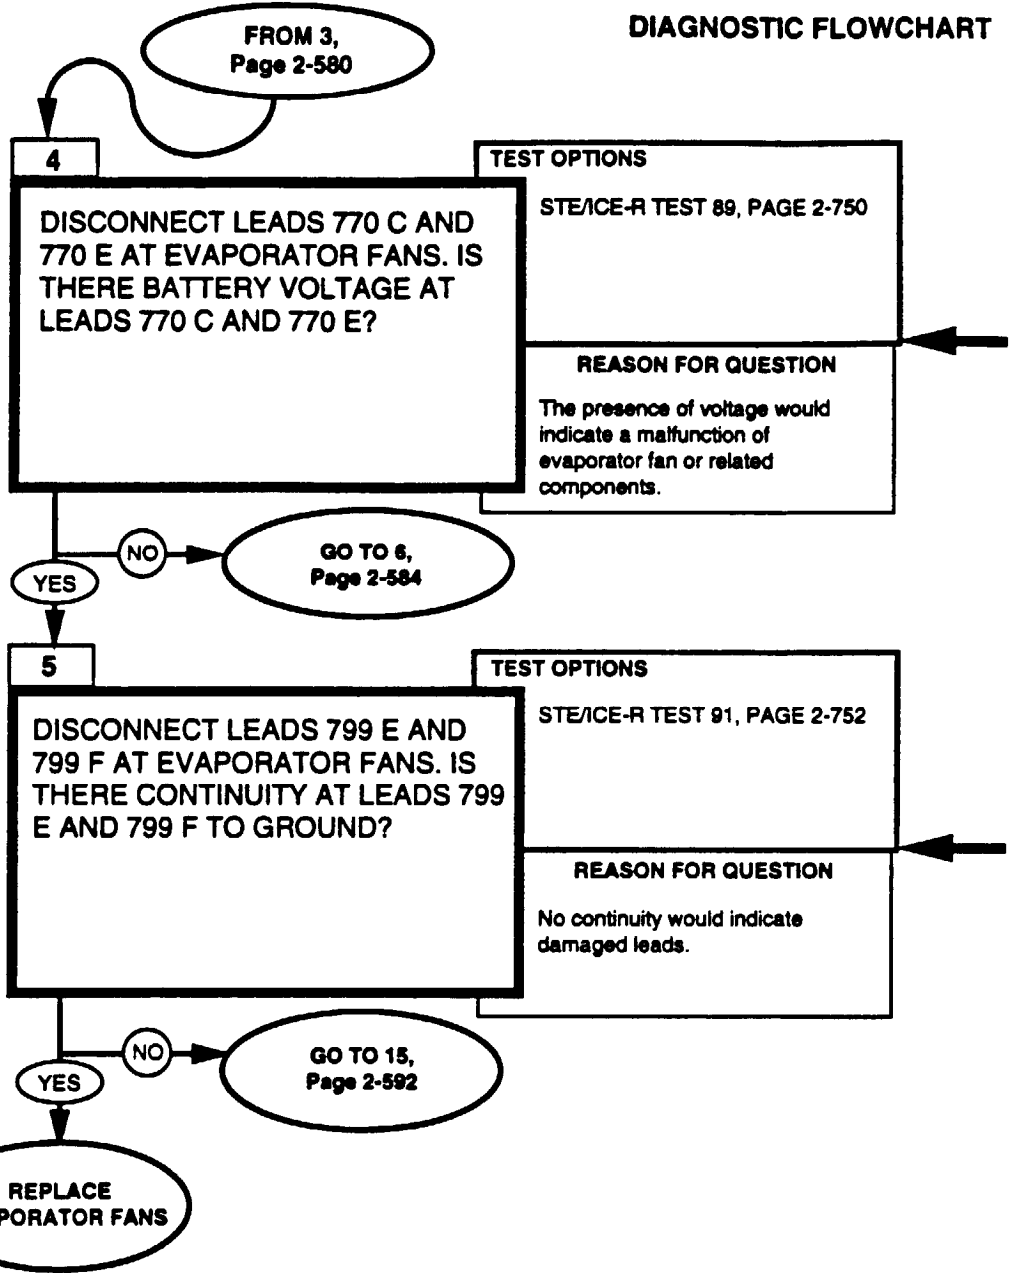 DIAGNOSTIC FLOWCHART
FROM 3,
Page 2-580
4
DISCONNECT LEADS 770 C AND
770 E AT EVAPORATOR FANS. IS
THERE BATTERY VOLTAGE AT
LEADS 770 C AND 770 E?
TEST OPTIONS
STE/ICE-R TEST 89, PAGE 2-750
REASON FOR QUESTION
The presence of voltage would
indicate a malfunction of
evaporator fan or related
components.
NO
GO TO 6,
Page 2-584
YES
5
DISCONNECT LEADS 799 E AND
799 F AT EVAPORATOR FANS. IS
THERE CONTINUITY AT LEADS 799
E AND 799 F TO GROUND?
TEST OPTIONS
STE/ICE-R TEST 91, PAGE 2-752
REASON FOR QUESTION
No continuity would indicate
damaged leads.
NO
GO TO 15,
Page 2-592
YES
REPLACE
PORATOR FANS